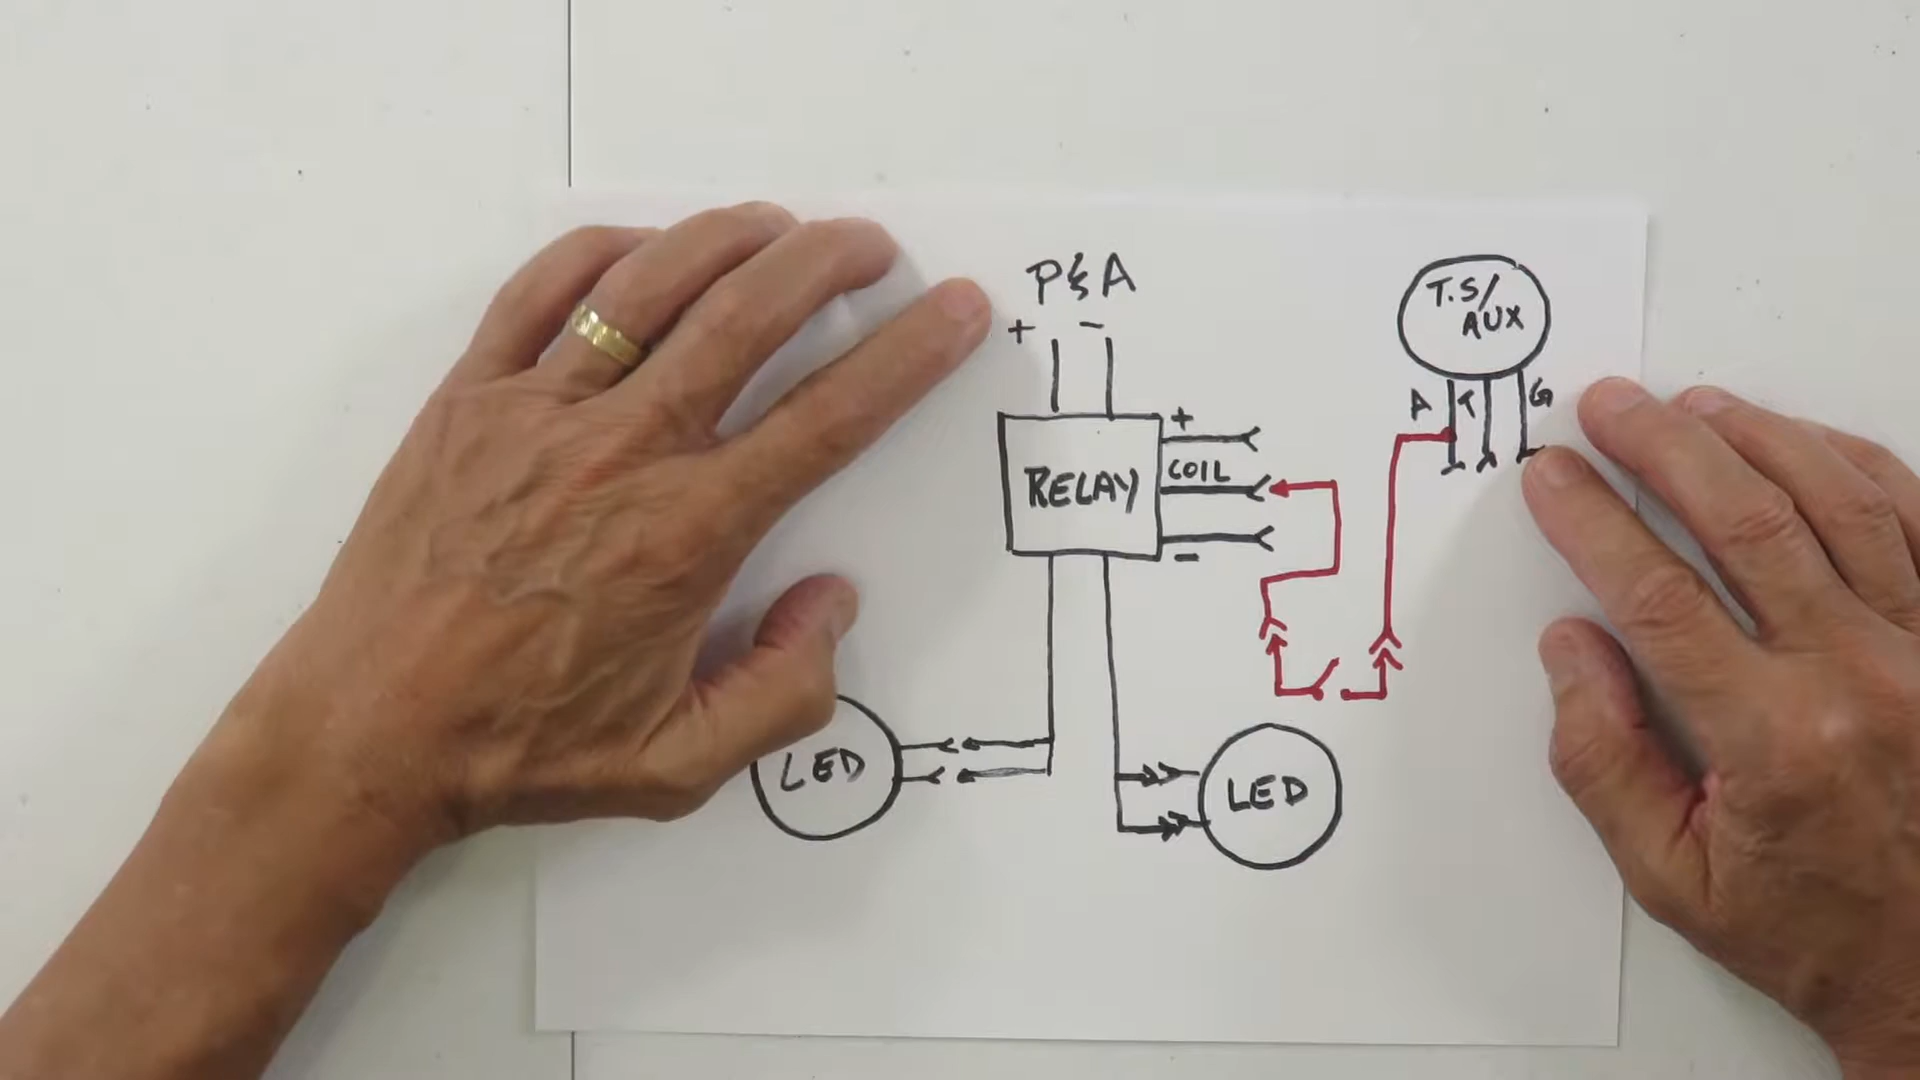 P&A
+ -
T.S/
AUX
A T G
+
COIL
RELAY
-
LED
LED